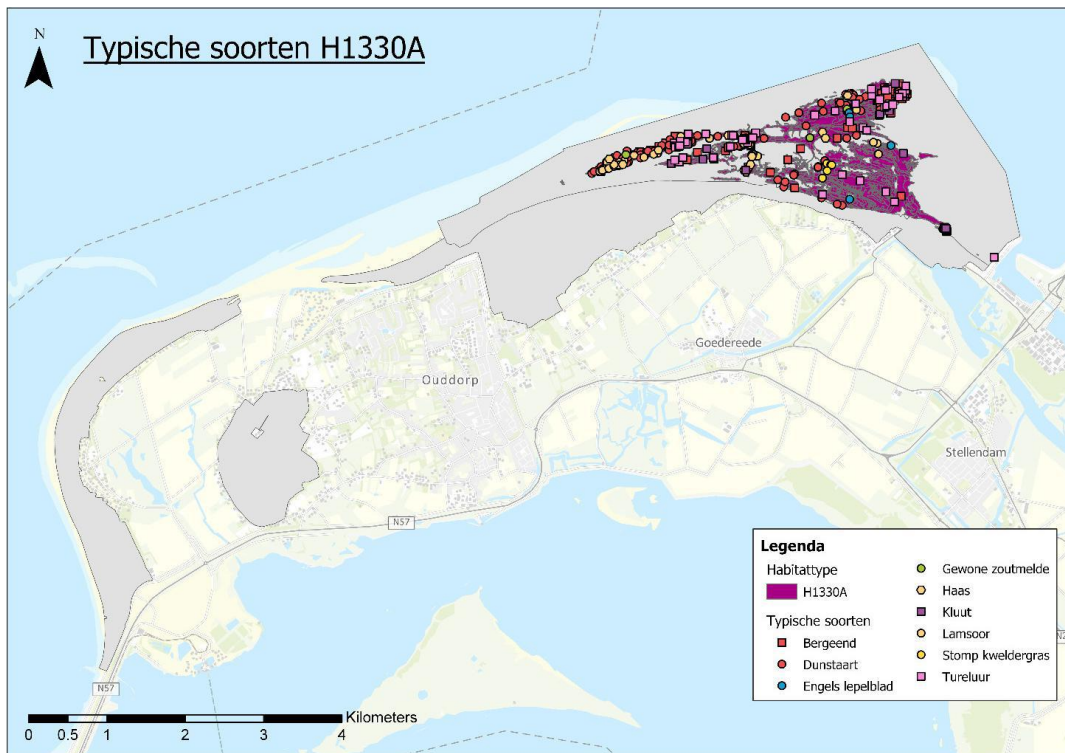 Typische soorten H1330A
N
Goedereede
Ouddorp
Stellendam
N57
N57
Legenda
Habitattype
H1330A
Typische soorten
Bergeend
Dunstaart
Engels lepelblad
Gewone zoutmelde
Haas
Kluut
Lamsoor
Stomp kweldergras
Tureluur
Kilometers
0 0.5 1 2 3 4